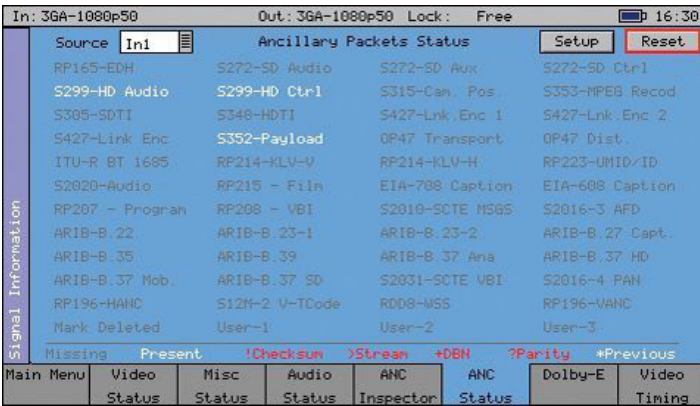 In: 3GA-1080p50 Out: 3GA-1080p50 Lock: Free 16:30
Source In1 Ancillary Packets Status Setup Reset
RP165-EDH S272-SD Audio S272-SD Aux S272-SD Ctrl
S299-HD Audio S299-HD Ctrl S315-Cam. Pos. S353-MPEG Recod
S305-SDTI S348-HDTI S427-Lnk.Enc 1 S427-Lnk.Enc 2
S427-Link Enc S352-Payload OP47 Transport OP47 Dist.
ITU-R BT 1685 RP214-KLV-V RP214-KLV-H RP223-UMID/ID
S2020-Audio RP215 - Film EIA-708 Caption EIA-608 Caption
RP207 - Program RP208 - VBI S2010-SCTE MSGS S2016-3 AFD
ARIB-B.22 ARIB-B.23-1 ARIB-B.23-2 ARIB-B.27 Capt.
ARIB-B.35 ARIB-B.39 ARIB-B.37 Ana ARIB-B.37 HD
ARIB-B.37 Mob. ARIB-B.37 SD S2031-SCTE VBI S2016-4 PAN
RP196-HANC S12M-2 V-TCode RDD8-WSS RP196-VANC
Mark Deleted User-1 User-2 User-3
Missing Present !Checksum >Stream +DBN ?Parity *Previous
Signal Information
Main Menu Video Misc Audio ANC ANC Dolby-E Video
Status Status Status Inspector Status Timing